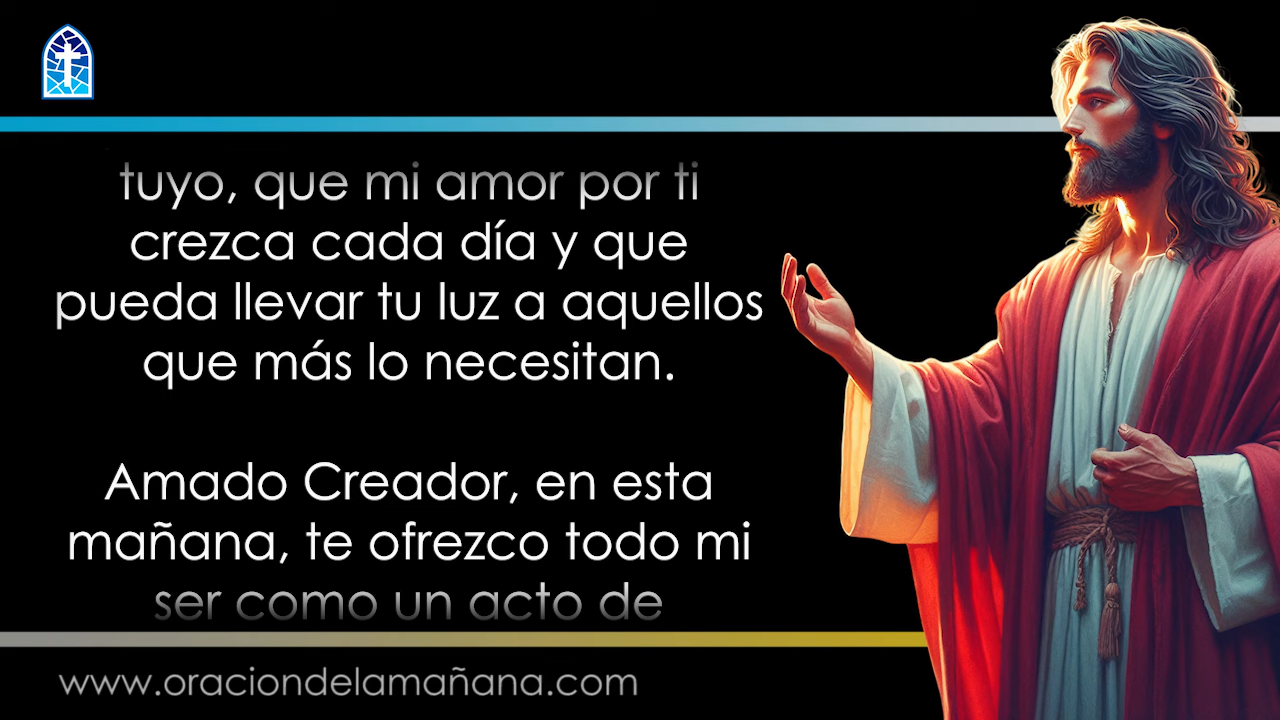 tuyo, que mi amor por ti
crezca cada día y que
pueda llevar tu luz a aquellos
que más lo necesitan.
Amado Creador, en esta
mañana, te ofrezco todo mi
ser como un acto de
www.oraciondelamañana.com